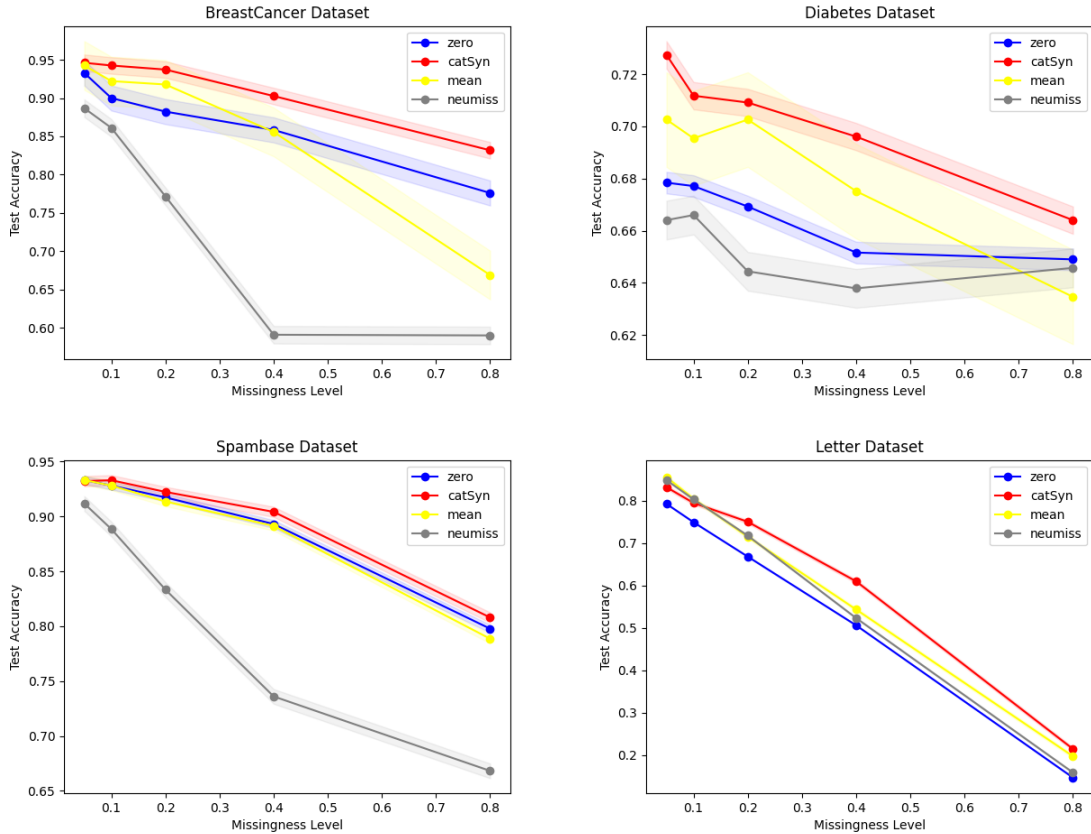 BreastCancer Dataset
zero
catSyn
mean
neumiss
Test Accuracy
0.95
0.90
0.85
0.80
0.75
0.70
0.65
0.60
0.1 0.2 0.3 0.4 0.5 0.6 0.7 0.8
Missingness Level
Diabetes Dataset
zero
catSyn
mean
neumiss
Test Accuracy
0.72
0.70
0.68
0.66
0.64
0.62
0.1 0.2 0.3 0.4 0.5 0.6 0.7 0.8
Missingness Level
Spambase Dataset
zero
catSyn
mean
neumiss
Test Accuracy
0.95
0.90
0.85
0.80
0.75
0.70
0.65
0.1 0.2 0.3 0.4 0.5 0.6 0.7 0.8
Missingness Level
Letter Dataset
zero
catSyn
mean
neumiss
Test Accuracy
0.8
0.7
0.6
0.5
0.4
0.3
0.2
0.1 0.2 0.3 0.4 0.5 0.6 0.7 0.8
Missingness Level